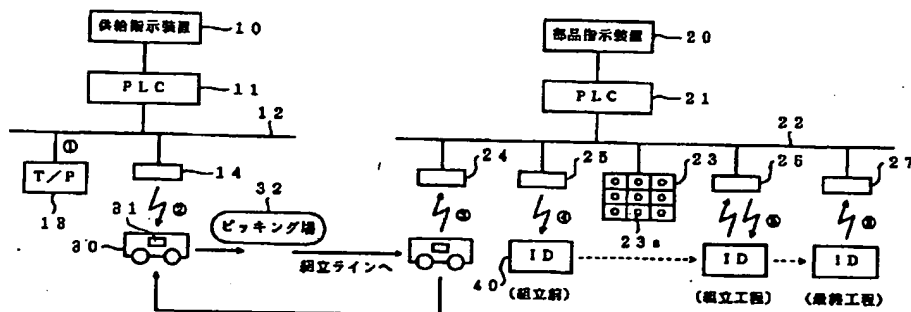 供給指示装置 10
PLC 11
12
① T/P 13
14
②
30 31
32 ピッキング場
組立ラインへ
部品指示装置 20
PLC 21
22
24 25 23 26 27
23a
③ ④ ⑤
40 ID (組立前)
ID (組立工程)
ID (最終工程)